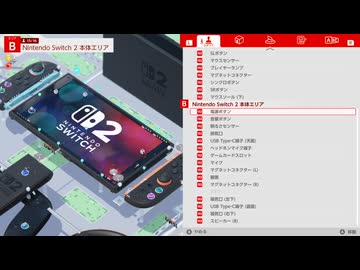 B 15/16
Nintendo Switch 2 本体エリア
2
NINTENDO
SWITCH
L
R
SLボタン
マウスセンサー
プレイヤーランプ
マグネットコネクター
シンクロボタン
SRボタン
マウスソール (下)
B Nintendo Switch 2 本体エリア
電源ボタン
音量ボタン
明るさセンサー
排気口
USB Type-C端子 (天面)
ヘッドホンマイク端子
ゲームカードスロット
マイク
マグネットコネクター (L)
マグネットコネクター (R)
吸気口 (左下)
USB Type-C端子 (底面)
吸気口 (右下)
スピーカー (R)
やめる
A 移動